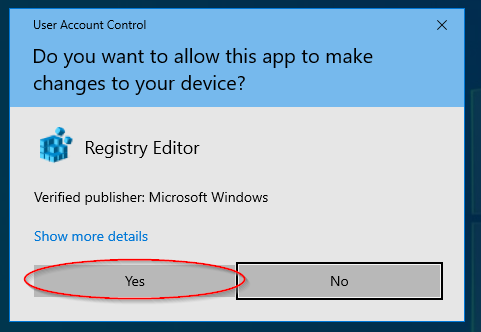 User Account Control
Do you want to allow this app to make
changes to your device?
Registry Editor
Verified publisher: Microsoft Windows
Show more details
Yes
No